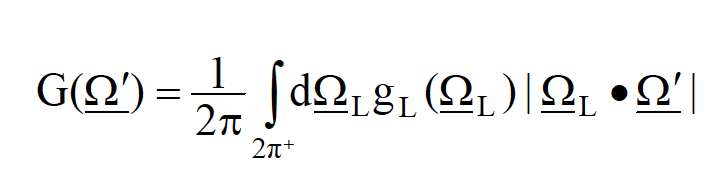 G(Ω′) = 1/2π ∫2π⁺ dΩ_L g_L (Ω_L) | Ω_L • Ω′ |